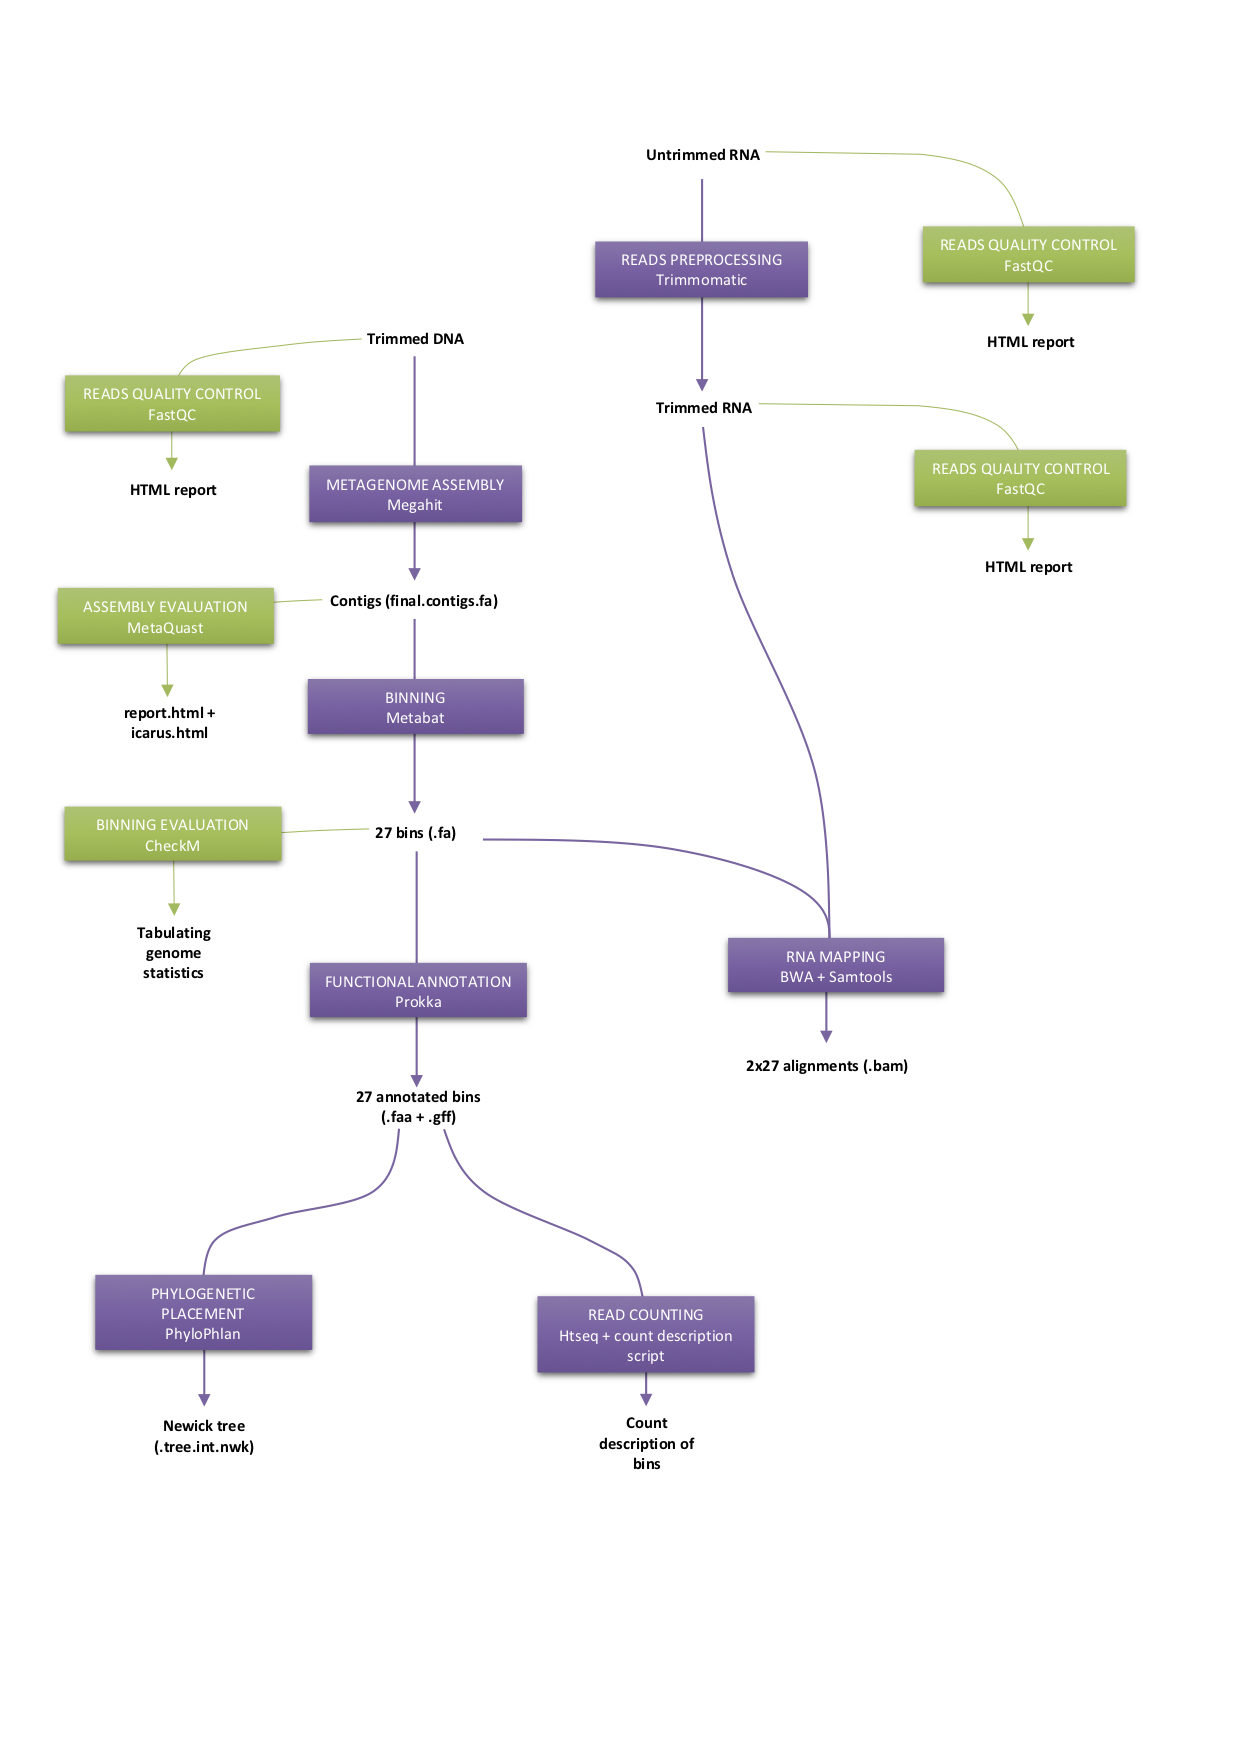 Untrimmed RNA
READS QUALITY CONTROL
FastQC
HTML report
READS PREPROCESSING
Trimmomatic
Trimmed RNA
READS QUALITY CONTROL
FastQC
HTML report
Trimmed DNA
READS QUALITY CONTROL
FastQC
HTML report
METAGENOME ASSEMBLY
Megahit
Contigs (final.contigs.fa)
ASSEMBLY EVALUATION
MetaQuast
report.html +
icarus.html
BINNING
Metabat
27 bins (.fa)
BINNING EVALUATION
CheckM
Tabulating
genome
statistics
RNA MAPPING
BWA + Samtools
2x27 alignments (.bam)
FUNCTIONAL ANNOTATION
Prokka
27 annotated bins
(.faa + .gff)
PHYLOGENETIC
PLACEMENT
PhyloPhlan
Newick tree
(.tree.int.nwk)
READ COUNTING
Htseq + count description
script
Count
description of
bins